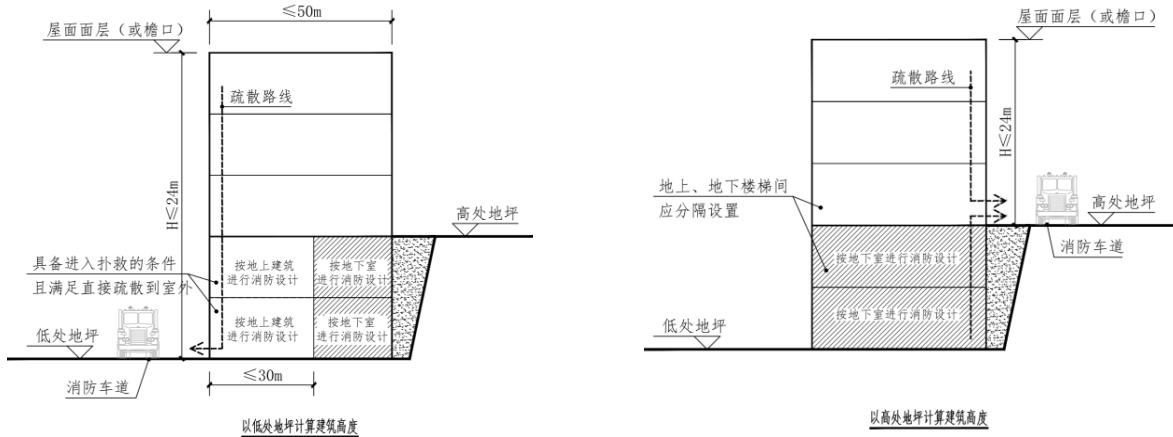 ≤50m
屋面面层（或檐口）
疏散路线
H≤24m
高处地坪
具备进入扑救的条件
且满足直接疏散到室外
按地上建筑
进行消防设计
按地下室
进行消防设计
按地上建筑
进行消防设计
按地下室
进行消防设计
低处地坪
消防车道
≤30m
以低处地坪计算建筑高度
屋面面层（或檐口）
疏散路线
H≤24m
地上、地下楼梯间
应分隔设置
高处地坪
消防车道
按地下室进行消防设计
按地下室进行消防设计
低处地坪
以高处地坪计算建筑高度